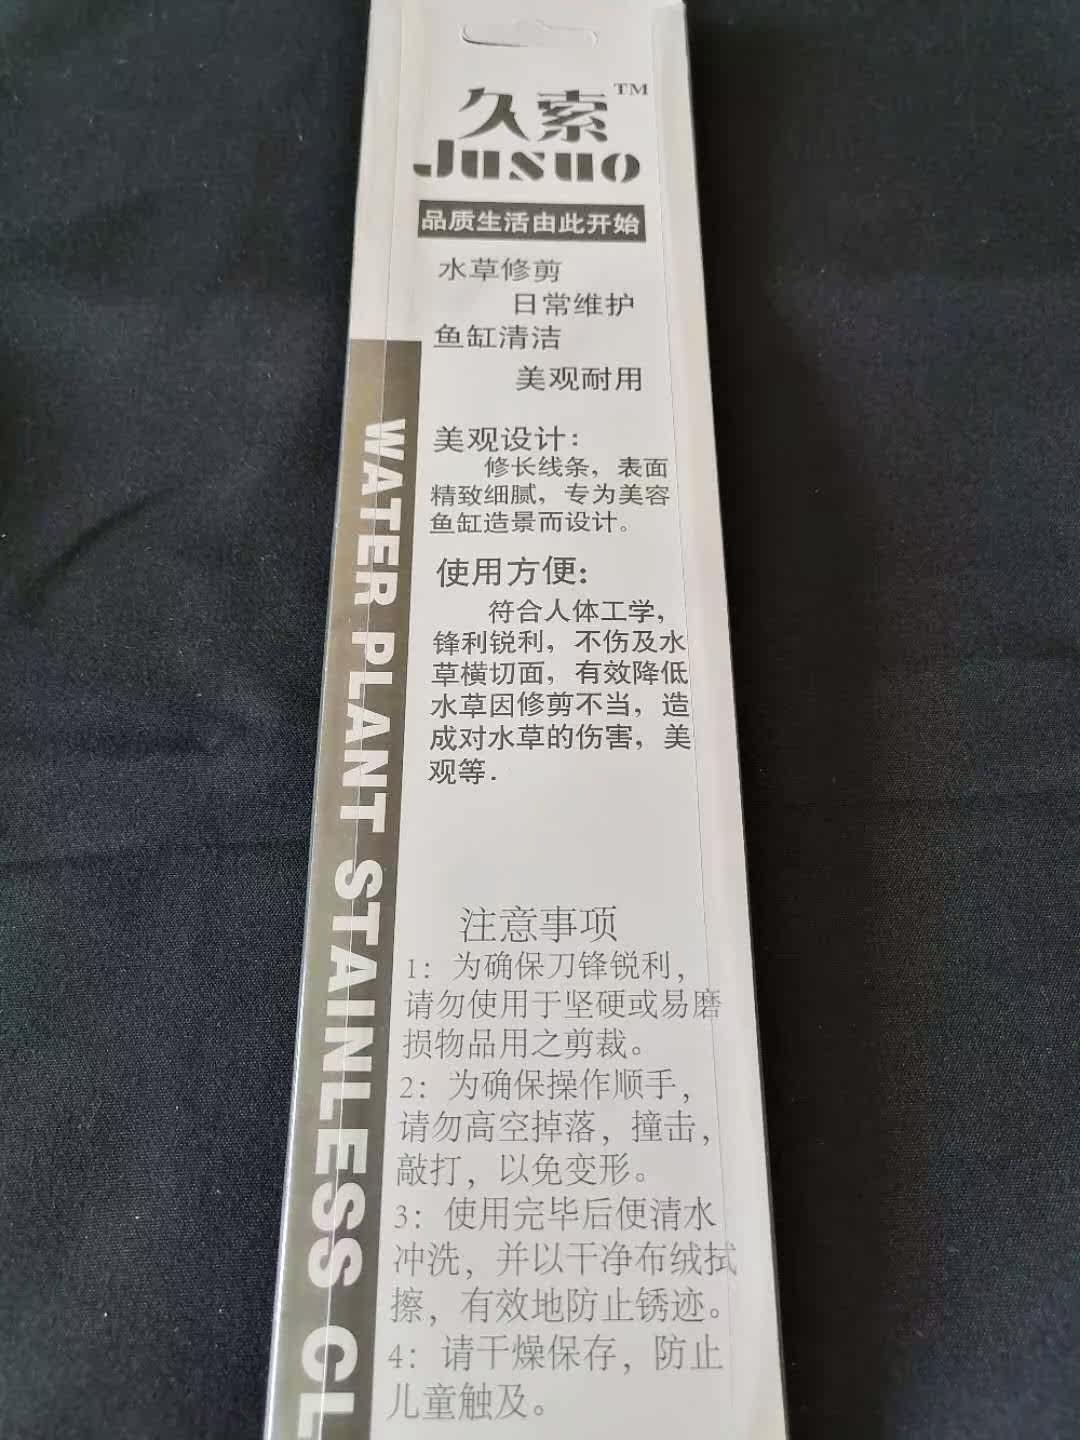 久索™
Jusuo
品质生活由此开始
水草修剪
日常维护
鱼缸清洁
美观耐用
美观设计：
修长线条，表面
精致细腻，专为美容
鱼缸造景而设计。
使用方便：
符合人体工学，
锋利锐利，不伤及水
草横切面，有效降低
水草因修剪不当，造
成对水草的伤害，美
观等.
注意事项
1：为确保刀锋锐利，
请勿使用于坚硬或易磨
损物品用之剪裁。
2：为确保操作顺手，
请勿高空掉落，撞击，
敲打，以免变形。
3：使用完毕后便清水
冲洗，并以干净布绒拭
擦，有效地防止锈迹。
4：请干燥保存，防止
儿童触及。
WATER PLANT STAINLESS CL